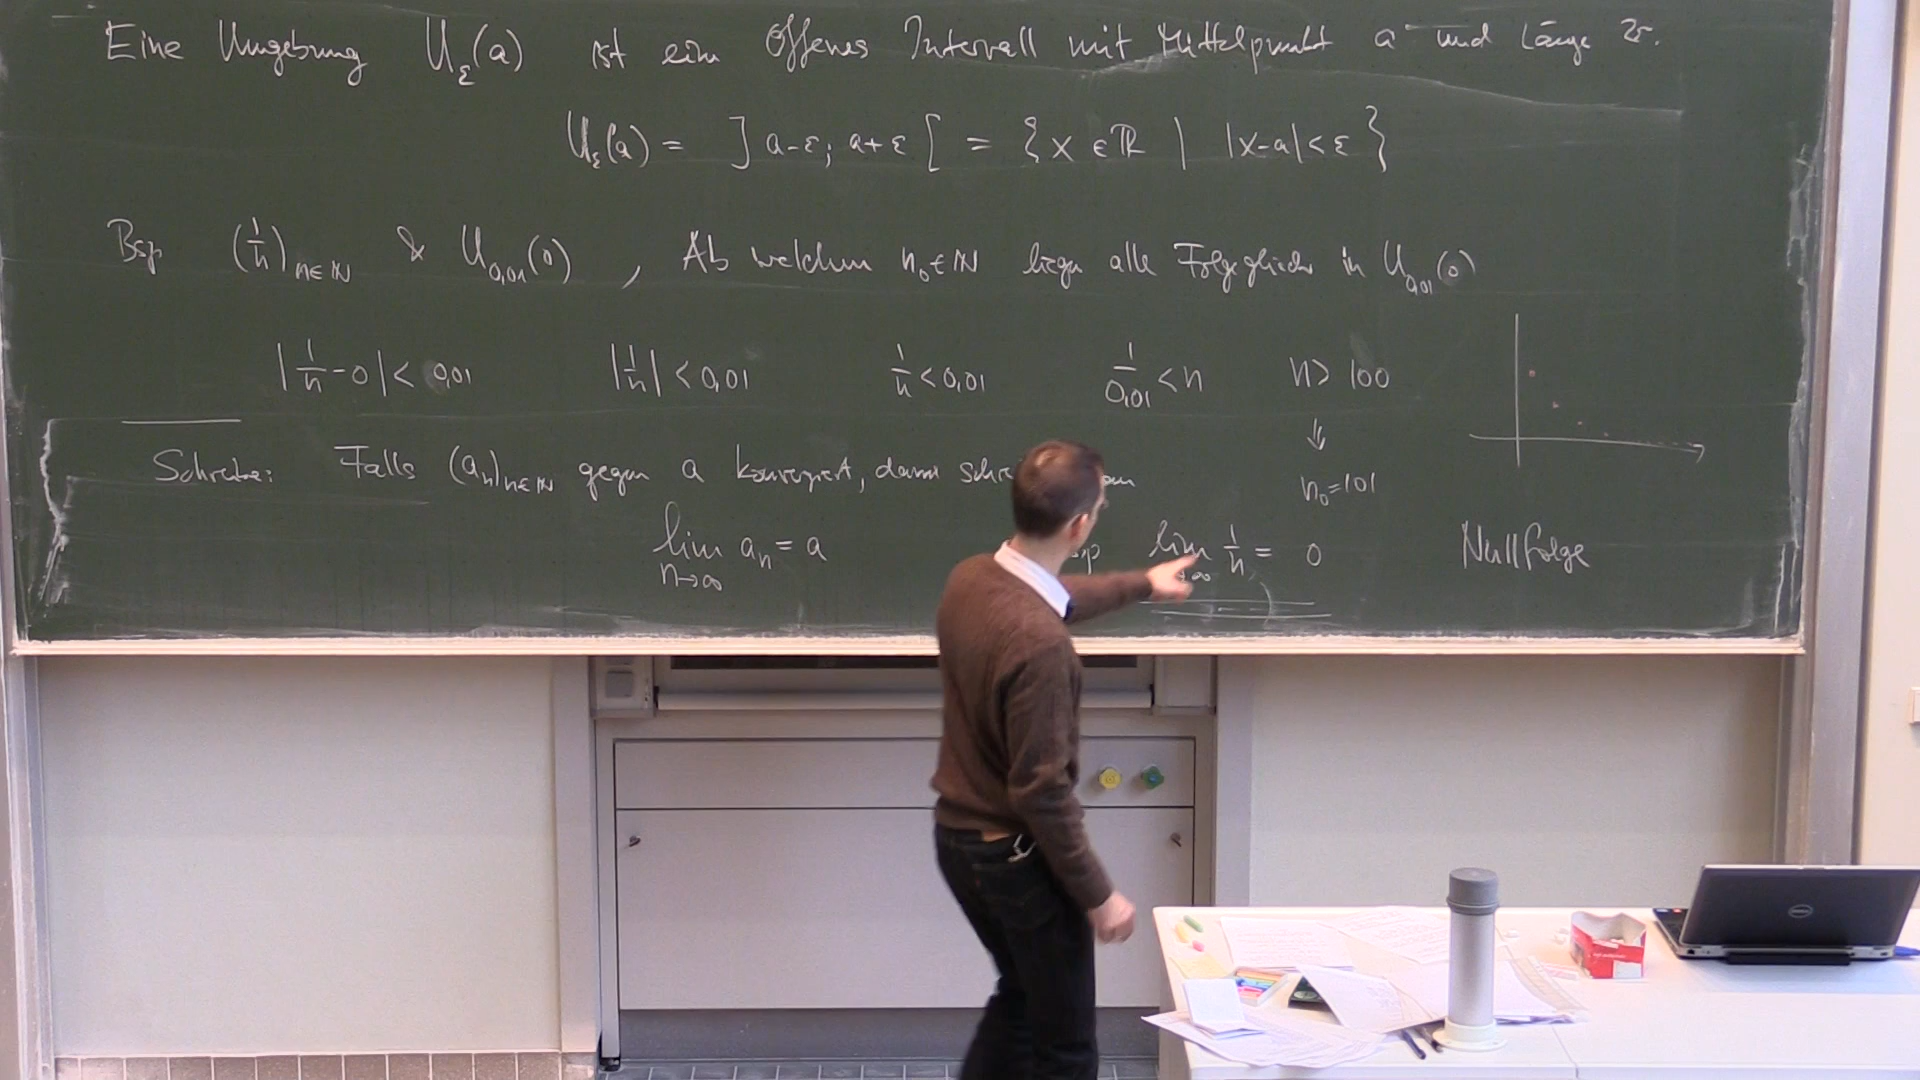 Eine Umgebung U_ε(a) ist ein Offenes Intervall mit Mittelpunkt a und Länge 2ε.
U_ε(a) = ]a-ε; a+ε[ = {x ∈ ℝ | |x-a| < ε}
Bsp (1/n)_{n∈ℕ} & U_{0,01}(0), Ab welchem n₀∈ℕ liegen alle Folgeglieder in U_{0,01}(0)
|1/n - 0| < 0,01 |1/n| < 0,01 1/n < 0,01 1/0,01 < n n > 100
⇓
Schreibe: Falls (a_n)_{n∈ℕ} gegen a konvergiert, dann
n₀=101
lim_{n→∞} a_n = a lim 1/n = 0 Nullfolge
DELL